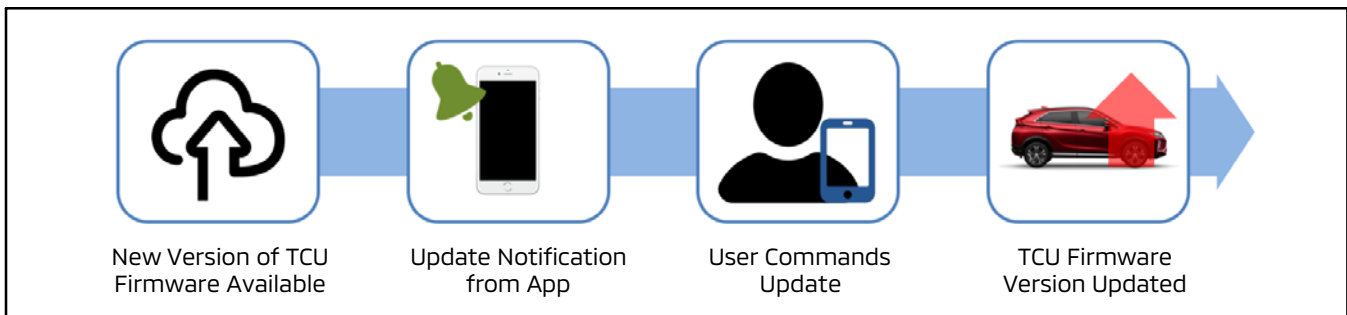 New Version of TCU
Firmware Available
Update Notification
from App
User Commands
Update
TCU Firmware
Version Updated